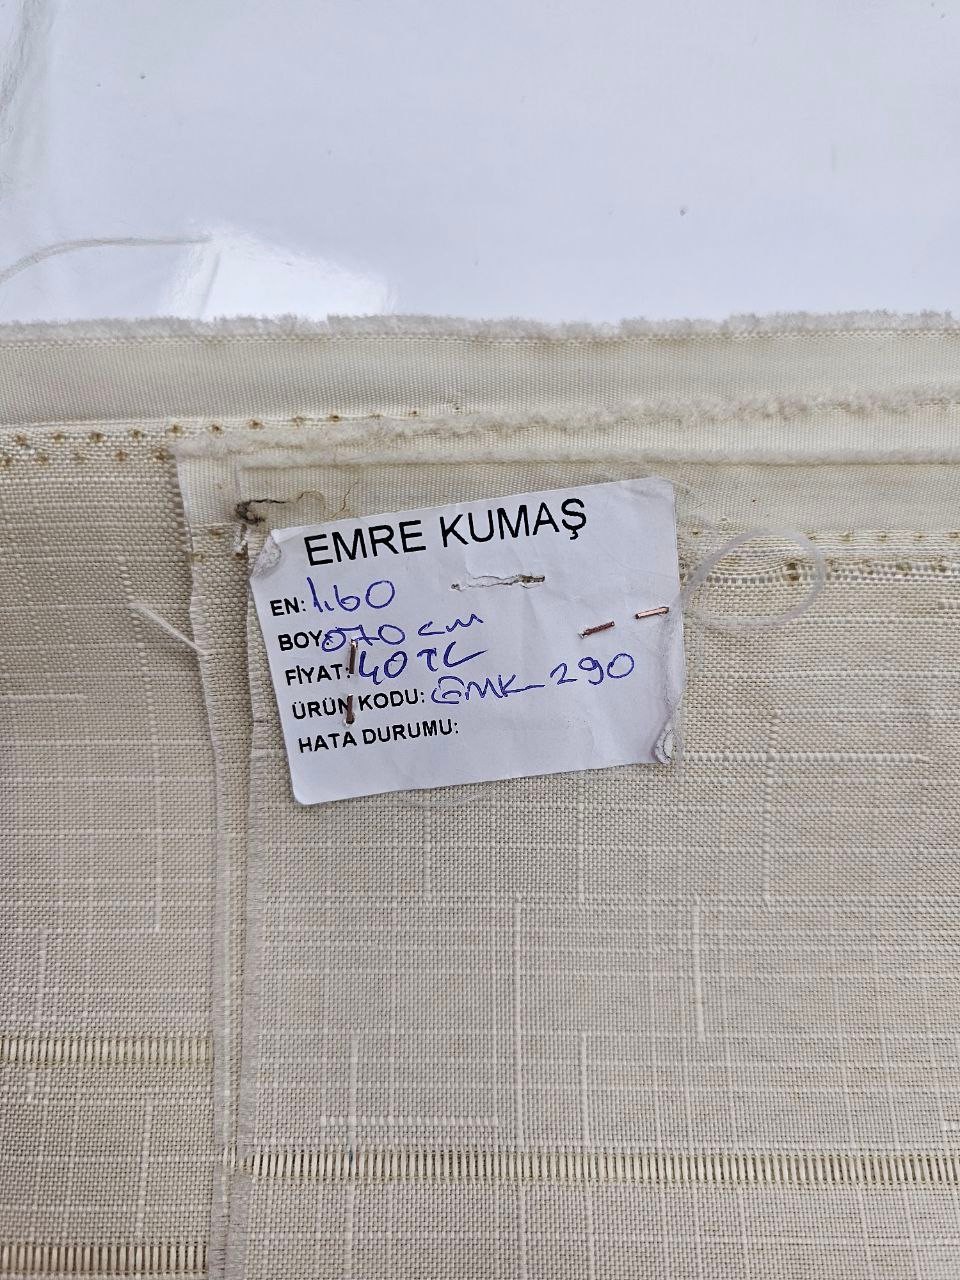 EMRE KUMAŞ
EN: 1.60
BOY: 070 cm
FİYAT: 40 TL
ÜRÜN KODU: EMK-290
HATA DURUMU: